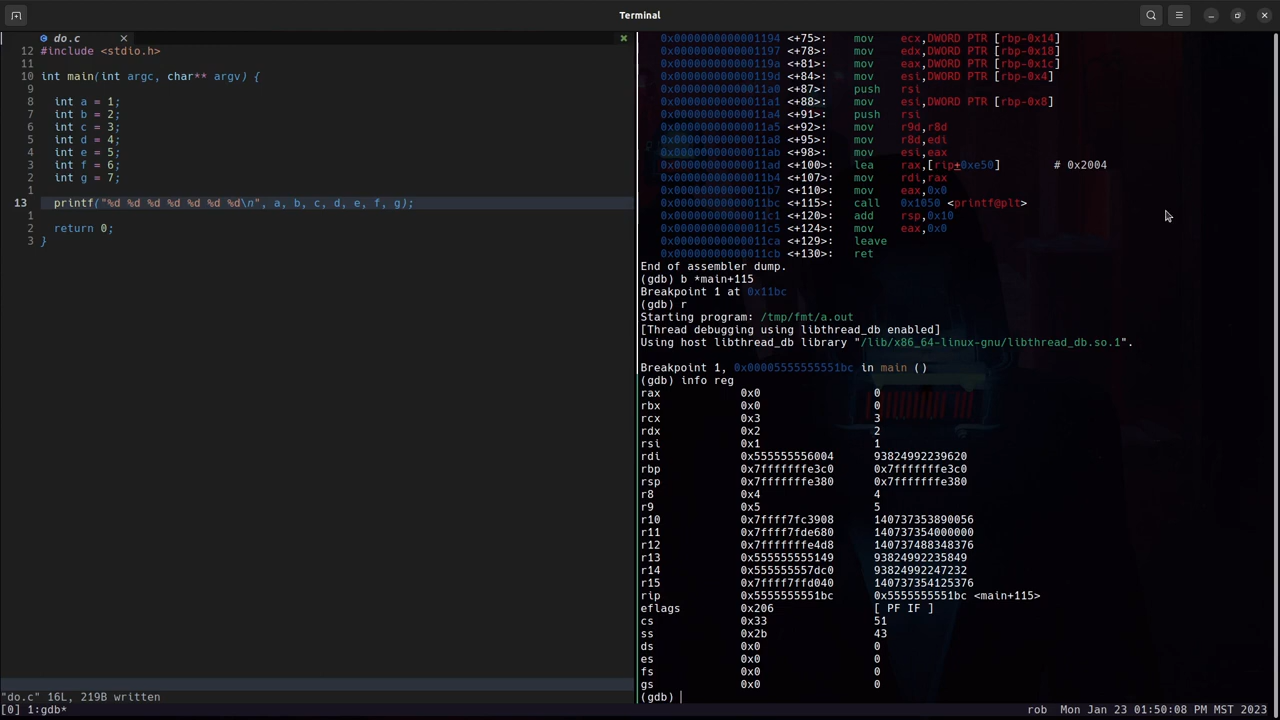 Terminal
do.c
12 #include <stdio.h>
11
10 int main(int argc, char** argv) {
9
8   int a = 1;
7   int b = 2;
6   int c = 3;
5   int d = 4;
4   int e = 5;
3   int f = 6;
2   int g = 7;
1
13   printf("%d %d %d %d %d %d %d\n", a, b, c, d, e, f, g);
1
2   return 0;
3 }
"do.c" 16L, 219B written
0x0000000000001194 <+75>: mov ecx,DWORD PTR [rbp-0x14]
0x0000000000001197 <+78>: mov edx,DWORD PTR [rbp-0x18]
0x000000000000119a <+81>: mov eax,DWORD PTR [rbp-0x1c]
0x000000000000119d <+84>: mov esi,DWORD PTR [rbp-0x4]
0x00000000000011a0 <+87>: push rsi
0x00000000000011a1 <+88>: mov esi,DWORD PTR [rbp-0x8]
0x00000000000011a4 <+91>: push rsi
0x00000000000011a5 <+92>: mov r9d,r8d
0x00000000000011a8 <+95>: mov r8d,edi
0x00000000000011ab <+98>: mov esi,eax
0x00000000000011ad <+100>: lea rax,[rip+0xe50] # 0x2004
0x00000000000011b4 <+107>: mov rdi,rax
0x00000000000011b7 <+110>: mov eax,0x0
0x00000000000011bc <+115>: call 0x1050 <printf@plt>
0x00000000000011c1 <+120>: add rsp,0x10
0x00000000000011c5 <+124>: mov eax,0x0
0x00000000000011ca <+129>: leave
0x00000000000011cb <+130>: ret
End of assembler dump.
(gdb) b *main+115
Breakpoint 1 at 0x11bc
(gdb) r
Starting program: /tmp/fmt/a.out
[Thread debugging using libthread_db enabled]
Using host libthread_db library "/lib/x86_64-linux-gnu/libthread_db.so.1".
Breakpoint 1, 0x00005555555551bc in main ()
(gdb) info reg
rax 0x0 0
rbx 0x0 0
rcx 0x3 3
rdx 0x2 2
rsi 0x1 1
rdi 0x555555556004 93824992239620
rbp 0x7fffffffe3c0 0x7fffffffe3c0
rsp 0x7fffffffe380 0x7fffffffe380
r8 0x4 4
r9 0x5 5
r10 0x7ffff7fc3908 140737353890056
r11 0x7ffff7fde680 140737354000000
r12 0x7fffffffe4d8 140737488348376
r13 0x555555555149 93824992235849
r14 0x555555557dc0 93824992247232
r15 0x7ffff7ffd040 140737354125376
rip 0x5555555551bc 0x5555555551bc <main+115>
eflags 0x206 [ PF IF ]
cs 0x33 51
ss 0x2b 43
ds 0x0 0
es 0x0 0
fs 0x0 0
gs 0x0 0
(gdb)
[0] 1:gdb* rob Mon Jan 23 01:50:08 PM MST 2023